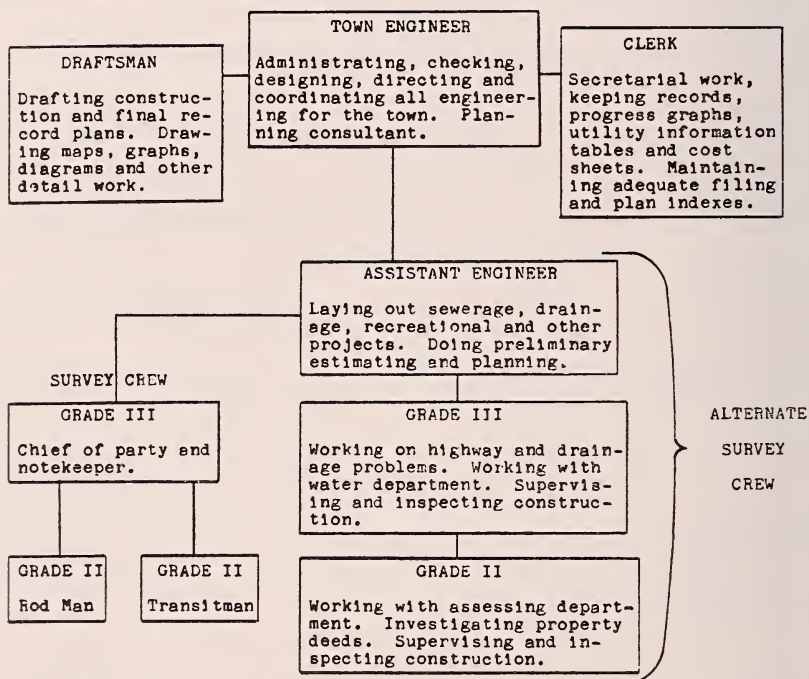 TOWN ENGINEER
Administrating, checking,
designing, directing and
coordinating all engineer-
ing for the town. Plan-
ning consultant.
DRAFTSMAN
Drafting construc-
tion and final re-
cord plans. Draw-
ing maps, graphs,
diagrams and other
detail work.
CLERK
Secretarial work,
keeping records,
progress graphs,
utility information
tables and cost
sheets. Maintain-
ing adequate filing
and plan indexes.
ASSISTANT ENGINEER
Laying out sewerage, drain-
age, recreational and other
projects. Doing preliminary
estimating and planning.
SURVEY CREW
GRADE III
Chief of party and
notekeeper.
GRADE II
Rod Man
GRADE II
Transitman
GRADE III
Working on highway and drain-
age problems. Working with
water department. Supervis-
ing and inspecting construc-
tion.
GRADE II
Working with assessing depart-
ment. Investigating property
deeds. Supervising and in-
specting construction.
ALTERNATE
SURVEY
CREW